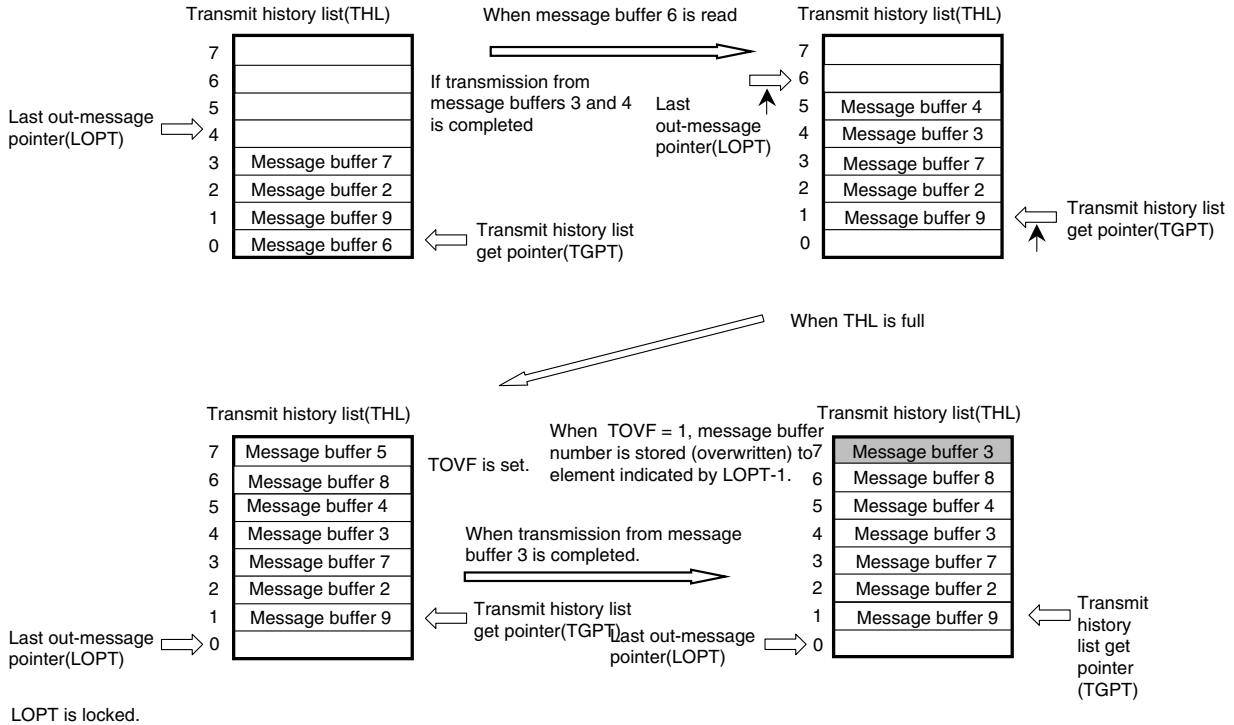 Transmit history list(THL)
7
6
5
4
3 Message buffer 7
2 Message buffer 2
1 Message buffer 9
0 Message buffer 6
Last out-message
pointer(LOPT)
Transmit history list
get pointer(TGPT)
When message buffer 6 is read
If transmission from
message buffers 3 and 4
is completed
Transmit history list(THL)
7
6
5 Message buffer 4
4 Message buffer 3
3 Message buffer 7
2 Message buffer 2
1 Message buffer 9
0
Last
out-message
pointer(LOPT)
Transmit history list
get pointer(TGPT)
When THL is full
Transmit history list(THL)
7 Message buffer 5
6 Message buffer 8
5 Message buffer 4
4 Message buffer 3
3 Message buffer 7
2 Message buffer 2
1 Message buffer 9
0
Last out-message
pointer(LOPT)
LOPT is locked.
TOVF is set.
Transmit history list
get pointer(TGPT)
When TOVF = 1, message buffer
number is stored (overwritten) to
element indicated by LOPT-1.
When transmission from message
buffer 3 is completed.
Transmit history list(THL)
7 Message buffer 3
6 Message buffer 8
5 Message buffer 4
4 Message buffer 3
3 Message buffer 7
2 Message buffer 2
1 Message buffer 9
0
Last out-message
pointer(LOPT)
Transmit
history
list get
pointer
(TGPT)